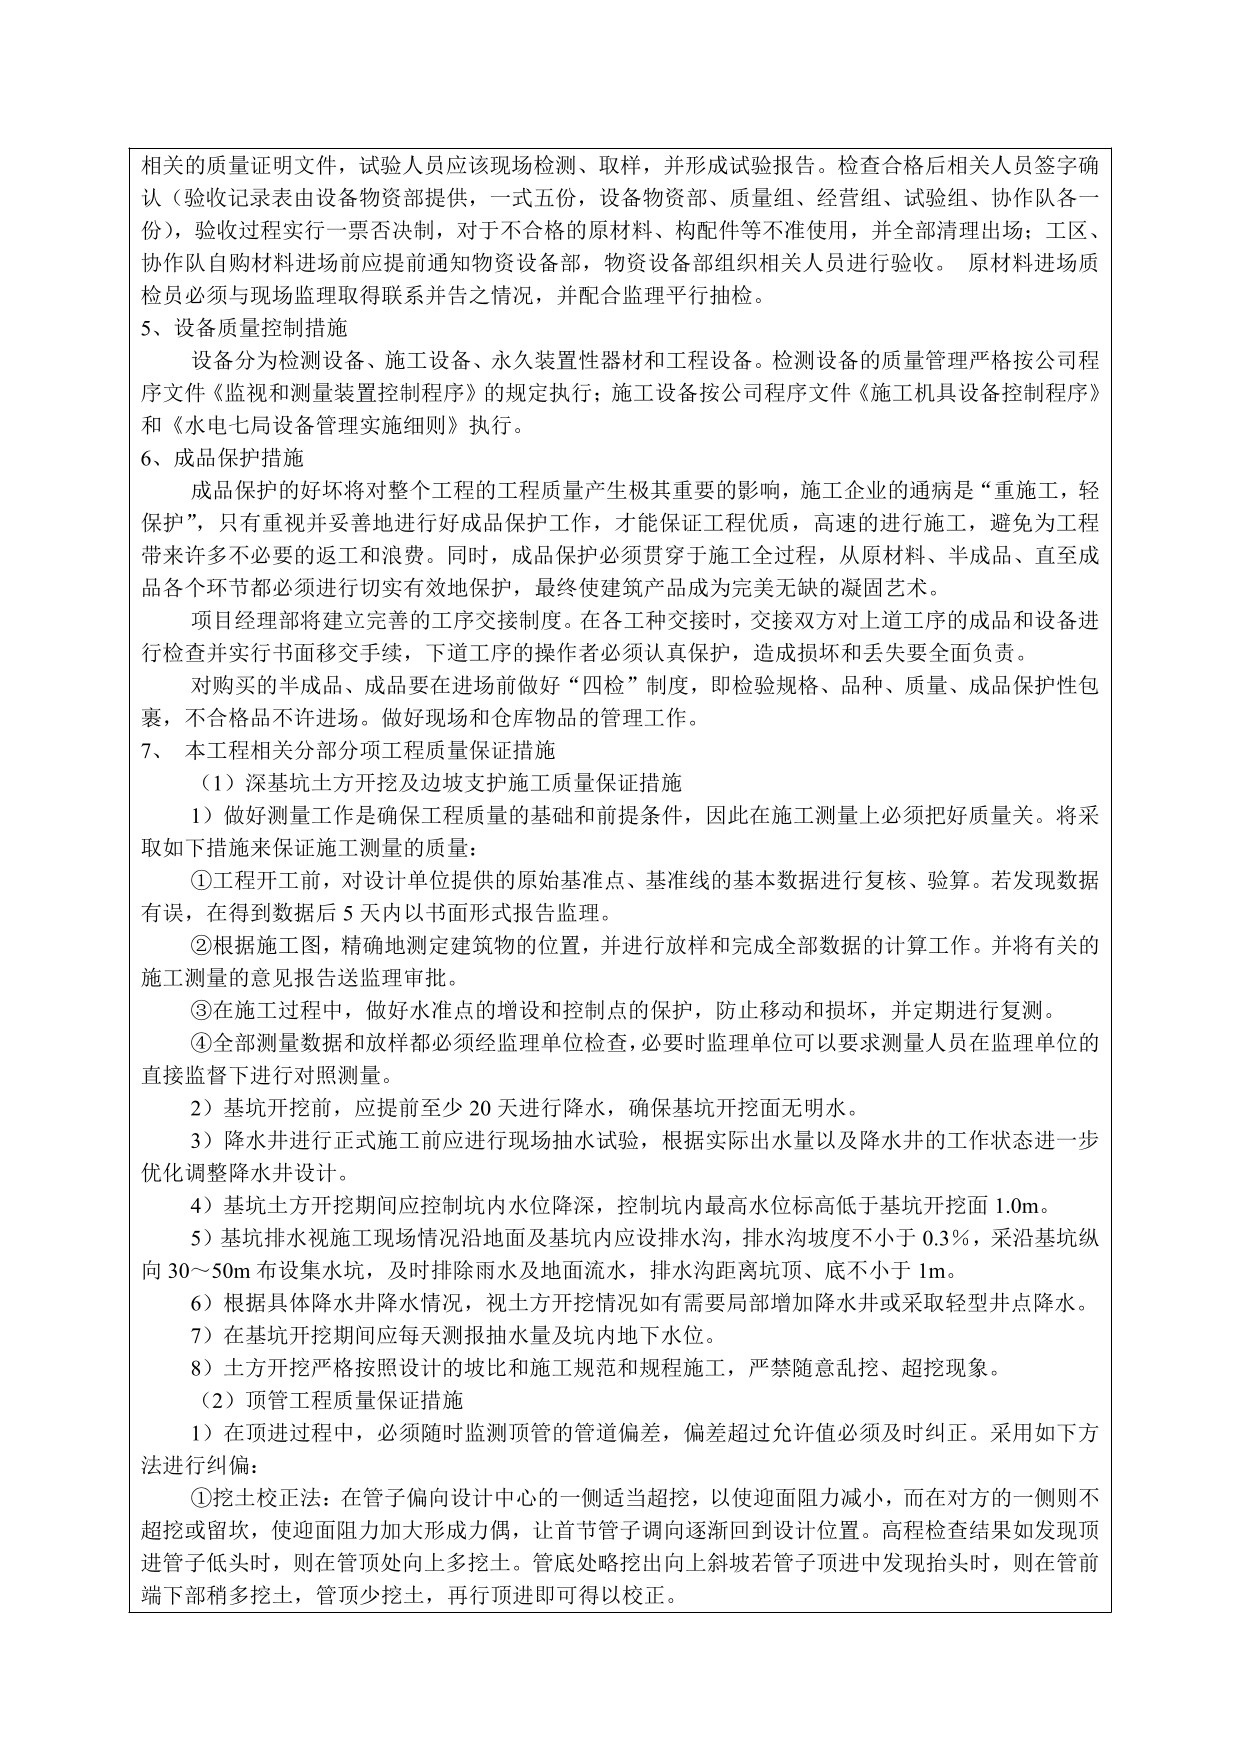 相关的质量证明文件，试验人员应该现场检测、取样，并形成试验报告。检查合格后相关人员签字确
认（验收记录表由设备物资部提供，一式五份，设备物资部、质量组、经营组、试验组、协作队各一
份），验收过程实行一票否决制，对于不合格的原材料、构配件等不准使用，并全部清理出场；工区、
协作队自购材料进场前应提前通知物资设备部，物资设备部组织相关人员进行验收。 原材料进场质
检员必须与现场监理取得联系并告之情况，并配合监理平行抽检。
5、设备质量控制措施
设备分为检测设备、施工设备、永久装置性器材和工程设备。检测设备的质量管理严格按公司程
序文件《监视和测量装置控制程序》的规定执行；施工设备按公司程序文件《施工机具设备控制程序》
和《水电七局设备管理实施细则》执行。
6、成品保护措施
成品保护的好坏将对整个工程的工程质量产生极其重要的影响，施工企业的通病是“重施工，轻
保护”，只有重视并妥善地进行好成品保护工作，才能保证工程优质，高速的进行施工，避免为工程
带来许多不必要的返工和浪费。同时，成品保护必须贯穿于施工全过程，从原材料、半成品、直至成
品各个环节都必须进行切实有效地保护，最终使建筑产品成为完美无缺的凝固艺术。
项目经理部将建立完善的工序交接制度。在各工种交接时，交接双方对上道工序的成品和设备进
行检查并实行书面移交手续，下道工序的操作者必须认真保护，造成损坏和丢失要全面负责。
对购买的半成品、成品要在进场前做好“四检”制度，即检验规格、品种、质量、成品保护性包
裹，不合格品不许进场。做好现场和仓库物品的管理工作。
7、 本工程相关分部分项工程质量保证措施
（1）深基坑土方开挖及边坡支护施工质量保证措施
1）做好测量工作是确保工程质量的基础和前提条件，因此在施工测量上必须把好质量关。将采
取如下措施来保证施工测量的质量：
①工程开工前，对设计单位提供的原始基准点、基准线的基本数据进行复核、验算。若发现数据
有误，在得到数据后 5 天内以书面形式报告监理。
②根据施工图，精确地测定建筑物的位置，并进行放样和完成全部数据的计算工作。并将有关的
施工测量的意见报告送监理审批。
③在施工过程中，做好水准点的增设和控制点的保护，防止移动和损坏，并定期进行复测。
④全部测量数据和放样都必须经监理单位检查，必要时监理单位可以要求测量人员在监理单位的
直接监督下进行对照测量。
2）基坑开挖前，应提前至少 20 天进行降水，确保基坑开挖面无明水。
3）降水井进行正式施工前应进行现场抽水试验，根据实际出水量以及降水井的工作状态进一步
优化调整降水井设计。
4）基坑土方开挖期间应控制坑内水位降深，控制坑内最高水位标高低于基坑开挖面 1.0m。
5）基坑排水视施工现场情况沿地面及基坑内应设排水沟，排水沟坡度不小于 0.3%，采沿基坑纵
向 30～50m 布设集水坑，及时排除雨水及地面流水，排水沟距离坑顶、底不小于 1m。
6）根据具体降水井降水情况，视土方开挖情况如有需要局部增加降水井或采取轻型井点降水。
7）在基坑开挖期间应每天测报抽水量及坑内地下水位。
8）土方开挖严格按照设计的坡比和施工规范和规程施工，严禁随意乱挖、超挖现象。
（2）顶管工程质量保证措施
1）在顶进过程中，必须随时监测顶管的管道偏差，偏差超过允许值必须及时纠正。采用如下方
法进行纠偏：
①挖土校正法：在管子偏向设计中心的一侧适当超挖，以使迎面阻力减小，而在对方的一侧则不
超挖或留坎，使迎面阻力加大形成力偶，让首节管子调向逐渐回到设计位置。高程检查结果如发现顶
进管子低头时，则在管顶处向上多挖土。管底处略挖出向上斜坡若管子顶进中发现抬头时，则在管前
端下部稍多挖土，管顶少挖土，再行顶进即可得以校正。